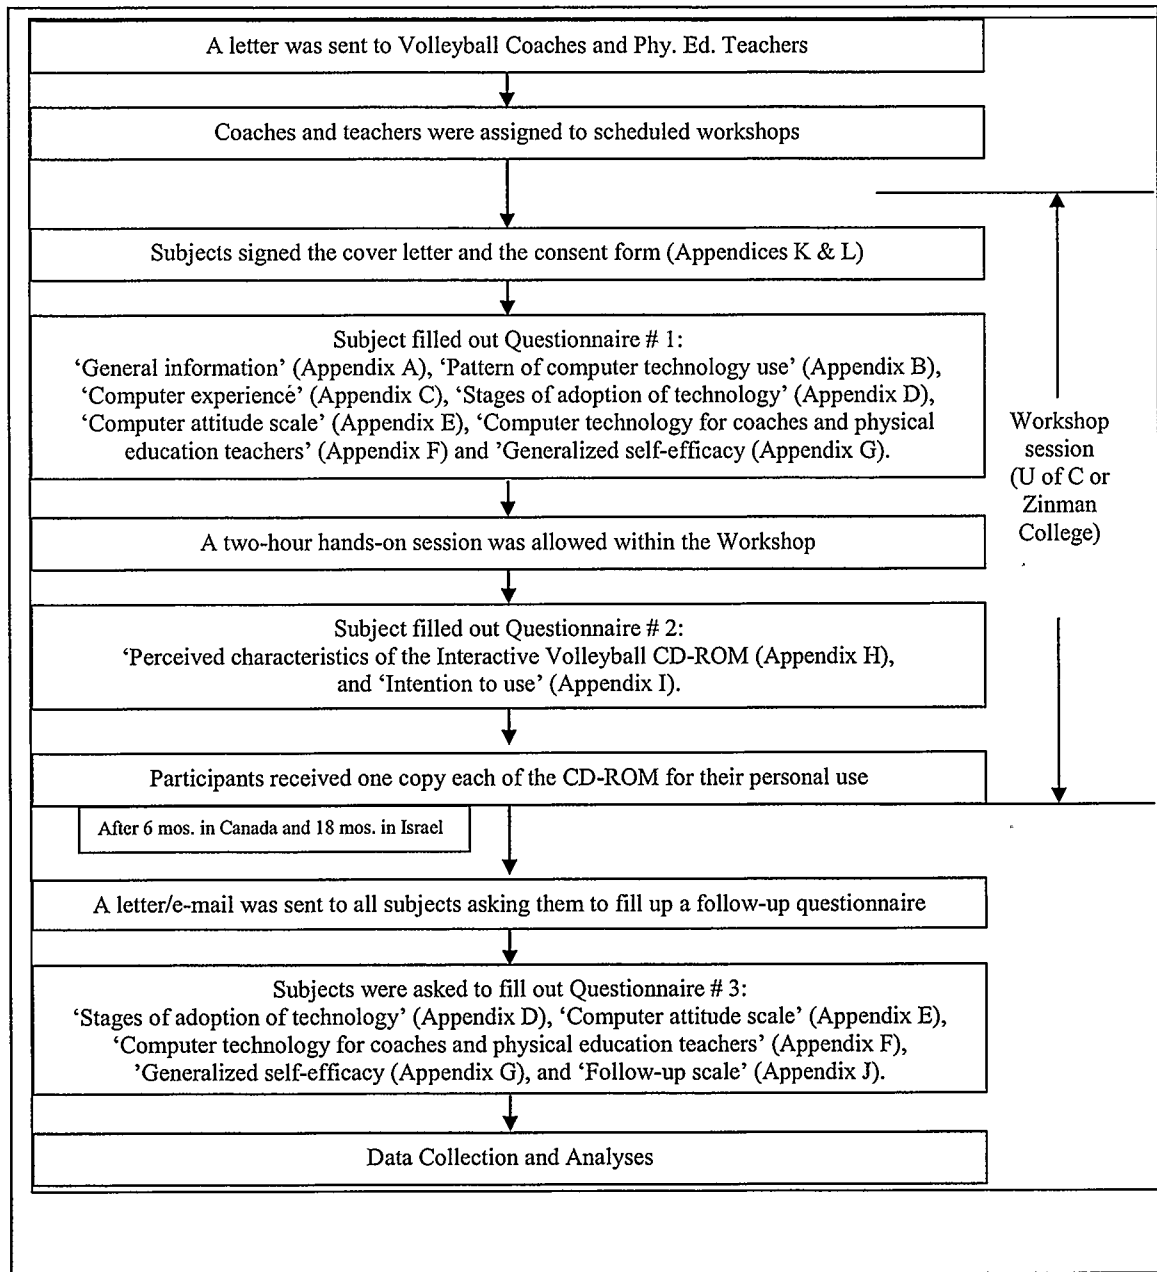 A letter was sent to Volleyball Coaches and Phy. Ed. Teachers
Coaches and teachers were assigned to scheduled workshops
Subjects signed the cover letter and the consent form (Appendices K & L)
Subject filled out Questionnaire # 1:
‘General information’ (Appendix A), ‘Pattern of computer technology use’ (Appendix B),
‘Computer experience’ (Appendix C), ‘Stages of adoption of technology’ (Appendix D),
‘Computer attitude scale’ (Appendix E), ‘Computer technology for coaches and physical
education teachers’ (Appendix F) and ’Generalized self-efficacy (Appendix G).
A two-hour hands-on session was allowed within the Workshop
Subject filled out Questionnaire # 2:
‘Perceived characteristics of the Interactive Volleyball CD-ROM (Appendix H),
and ‘Intention to use’ (Appendix I).
Participants received one copy each of the CD-ROM for their personal use
Workshop
session
(U of C or
Zinman
College)
After 6 mos. in Canada and 18 mos. in Israel
A letter/e-mail was sent to all subjects asking them to fill up a follow-up questionnaire
Subjects were asked to fill out Questionnaire # 3:
‘Stages of adoption of technology’ (Appendix D), ‘Computer attitude scale’ (Appendix E),
‘Computer technology for coaches and physical education teachers’ (Appendix F),
’Generalized self-efficacy (Appendix G), and ‘Follow-up scale’ (Appendix J).
Data Collection and Analyses